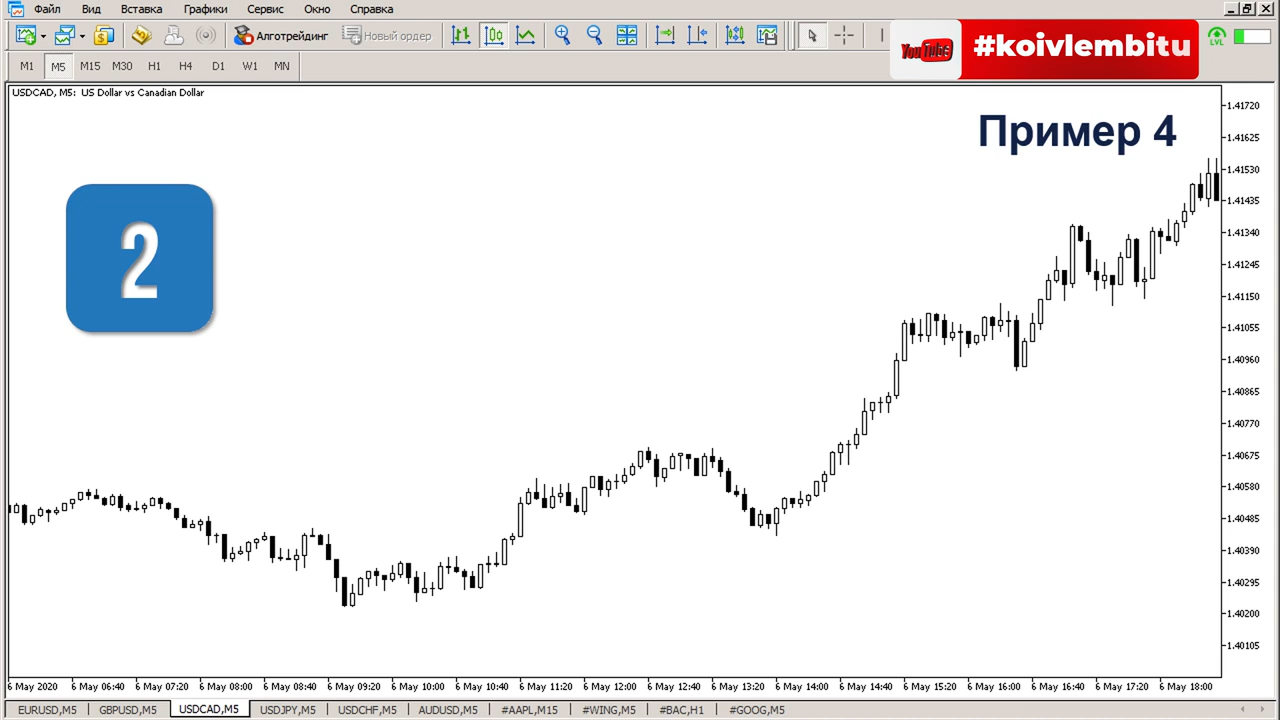 Файл Вид Вставка Графики Сервис Окно Справка
Алготрейдинг Новый ордер YouTube #koivlembitu LVL
M1 M5 M15 M30 H1 H4 D1 W1 MN
USDCAD, M5: US Dollar vs Canadian Dollar
Пример 4
2
1.41720
1.41625
1.41530
1.41435
1.41340
1.41245
1.41150
1.41055
1.40960
1.40865
1.40770
1.40675
1.40580
1.40485
1.40390
1.40295
1.40200
1.40105
6 May 2020 6 May 06:40 6 May 07:20 6 May 08:00 6 May 08:40 6 May 09:20 6 May 10:00 6 May 10:40 6 May 11:20 6 May 12:00 6 May 12:40 6 May 13:20 6 May 14:00 6 May 14:40 6 May 15:20 6 May 16:00 6 May 16:40 6 May 17:20 6 May 18:00
EURUSD,M5 GBPUSD,M5 USDCAD,M5 USDJPY,M5 USDCHF,M5 AUDUSD,M5 #AAPL,M15 #WING,M5 #BAC,H1 #GOOG,M5